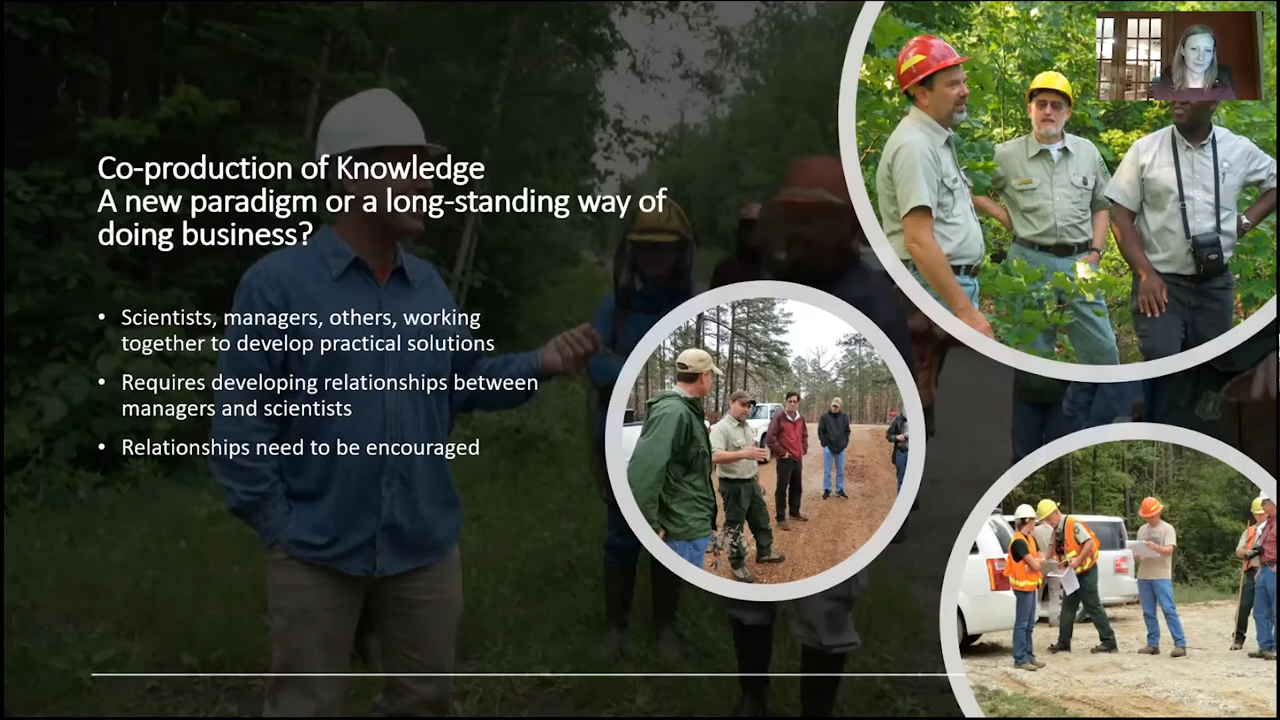 Co-production of Knowledge
A new paradigm or a long-standing way of
doing business?
• Scientists, managers, others, working
together to develop practical solutions
• Requires developing relationships between
managers and scientists
• Relationships need to be encouraged